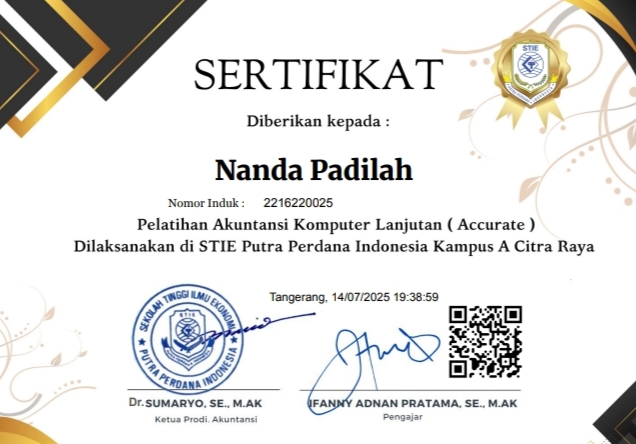 SERTIFIKAT
STIE
Diberikan kepada :
Nanda Padilah
Nomor Induk : 2216220025
Pelatihan Akuntansi Komputer Lanjutan ( Accurate )
Dilaksanakan di STIE Putra Perdana Indonesia Kampus A Citra Raya
Tangerang, 14/07/2025 19:38:59
SEKOLAH TINGGI ILMU EKONOMI
STIE
PUTRA PERDANA INDONESIA
Dr. SUMARYO, SE., M.AK
Ketua Prodi. Akuntansi
IFANNY ADNAN PRATAMA, SE., M.AK
Pengajar